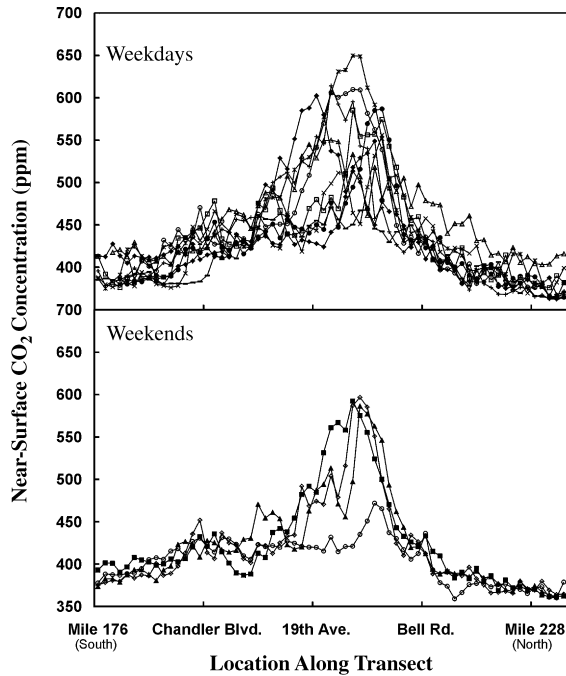 700
Weekdays
650
600
550
500
450
400
700
Weekends
650
600
550
500
450
400
350
Near-Surface CO2 Concentration (ppm)
Mile 176 Chandler Blvd. 19th Ave. Bell Rd. Mile 228
(South) (North)
Location Along Transect